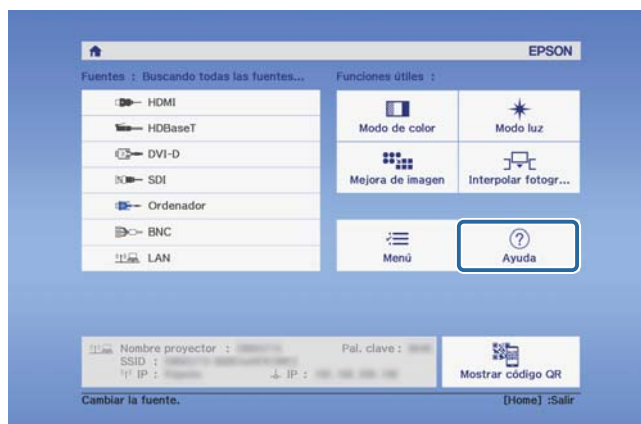 EPSON
Fuentes : Buscando todas las fuentes...
Funciones útiles :
HDMI
HDBaseT
DVI-D
SDI
Ordenador
BNC
LAN
Modo de color
Modo luz
Mejora de imagen
Interpolar fotogr...
Menú
Ayuda
Nombre proyector :
Pal. clave :
SSID :
IP :
IP :
Mostrar código QR
Cambiar la fuente.
[Home] :Salir